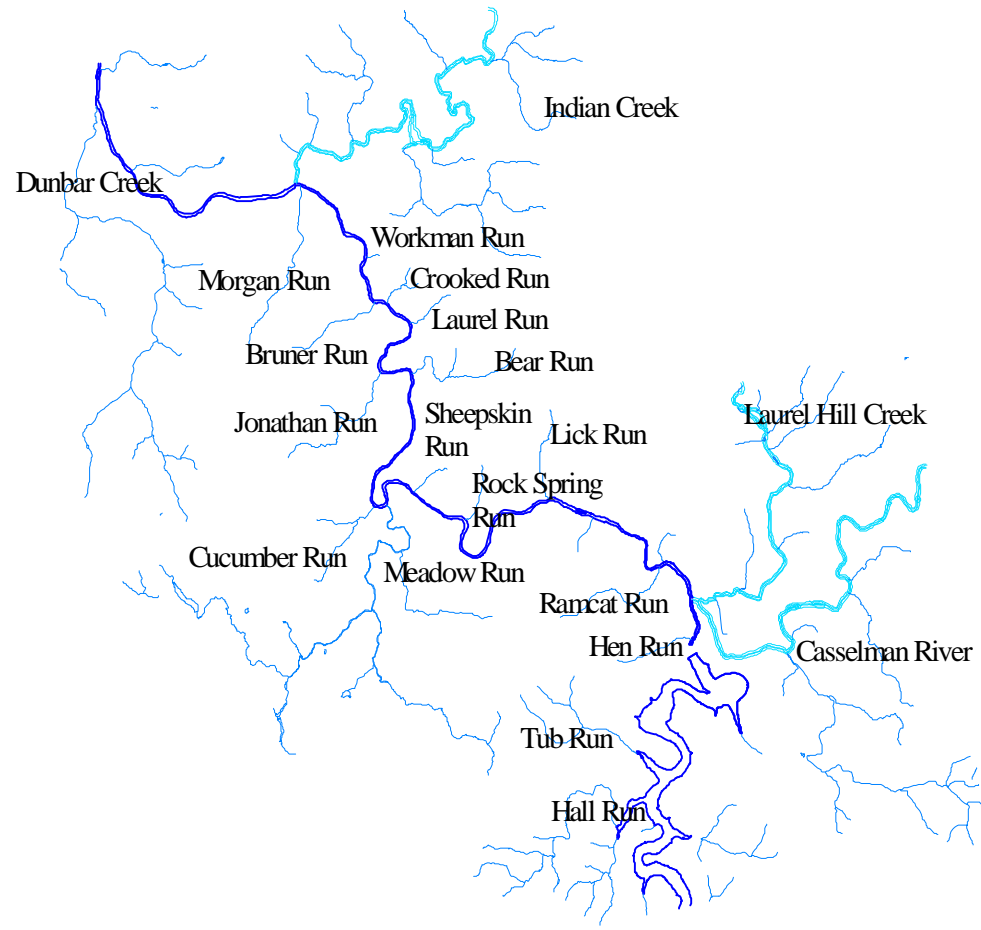 Indian Creek
Dunbar Creek
Workman Run
Morgan Run
Crooked Run
Laurel Run
Bruner Run
Bear Run
Jonathan Run
Sheepskin
Run
Laurel Hill Creek
Lick Run
Rock Spring
Run
Cucumber Run
Meadow Run
Ramcat Run
Hen Run
Casselman River
Tub Run
Hall Run